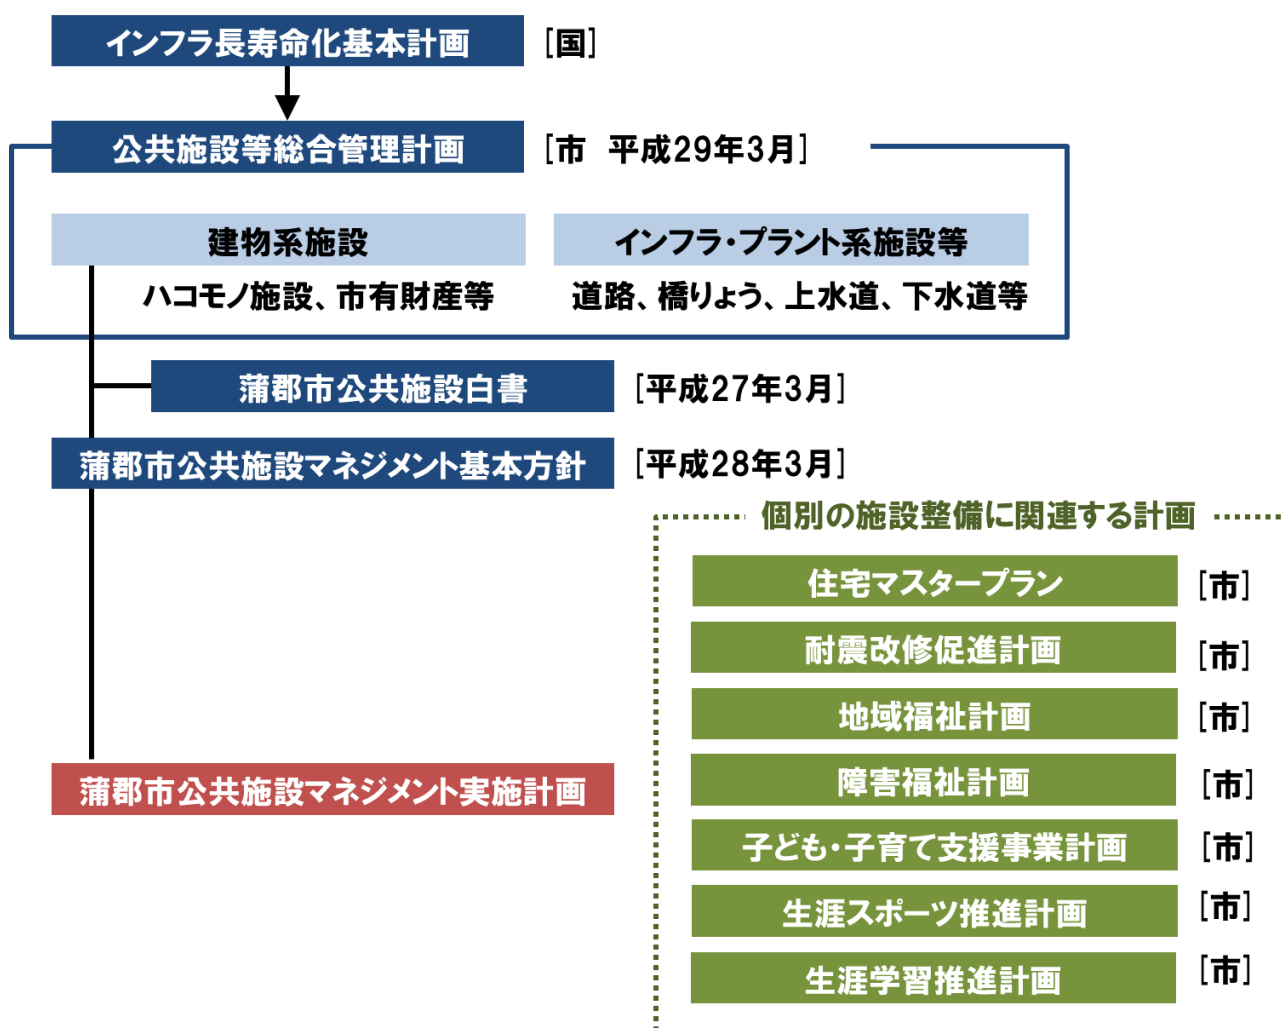 インフラ長寿命化基本計画 [国]
公共施設等総合管理計画 [市 平成29年3月]
建物系施設 インフラ・プラント系施設等
ハコモノ施設、市有財産等 道路、橋りょう、上水道、下水道等
蒲郡市公共施設白書 [平成27年3月]
蒲郡市公共施設マネジメント基本方針 [平成28年3月]
個別の施設整備に関連する計画
住宅マスタープラン [市]
耐震改修促進計画 [市]
地域福祉計画 [市]
蒲郡市公共施設マネジメント実施計画
障害福祉計画 [市]
子ども・子育て支援事業計画 [市]
生涯スポーツ推進計画 [市]
生涯学習推進計画 [市]